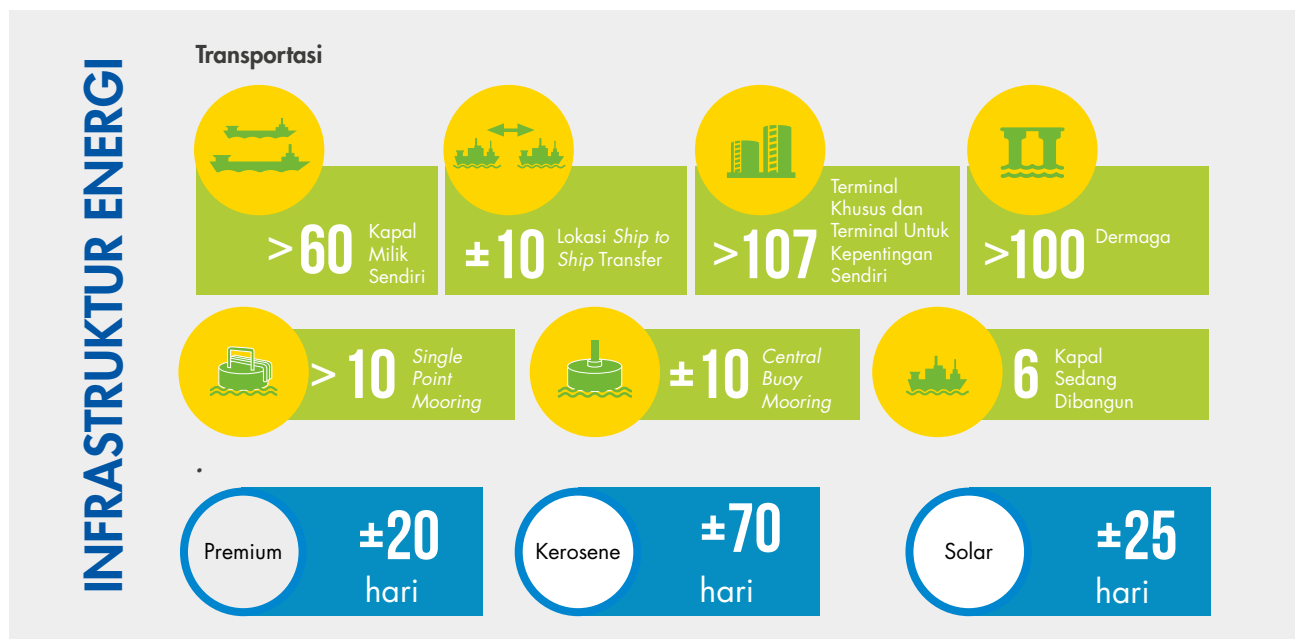 INFRASTRUKTUR ENERGI
Transportasi
>60
Kapal
Milik
Sendiri
±10
Lokasi Ship to
Ship Transfer
>107
Terminal
Khusus dan
Terminal Untuk
Kepentingan
Sendiri
>100
Dermaga
> 10
Single
Point
Mooring
±10
Central
Buoy
Mooring
6
Kapal
Sedang
Dibangun
.
Premium
±20
hari
Kerosene
±70
hari
Solar
±25
hari